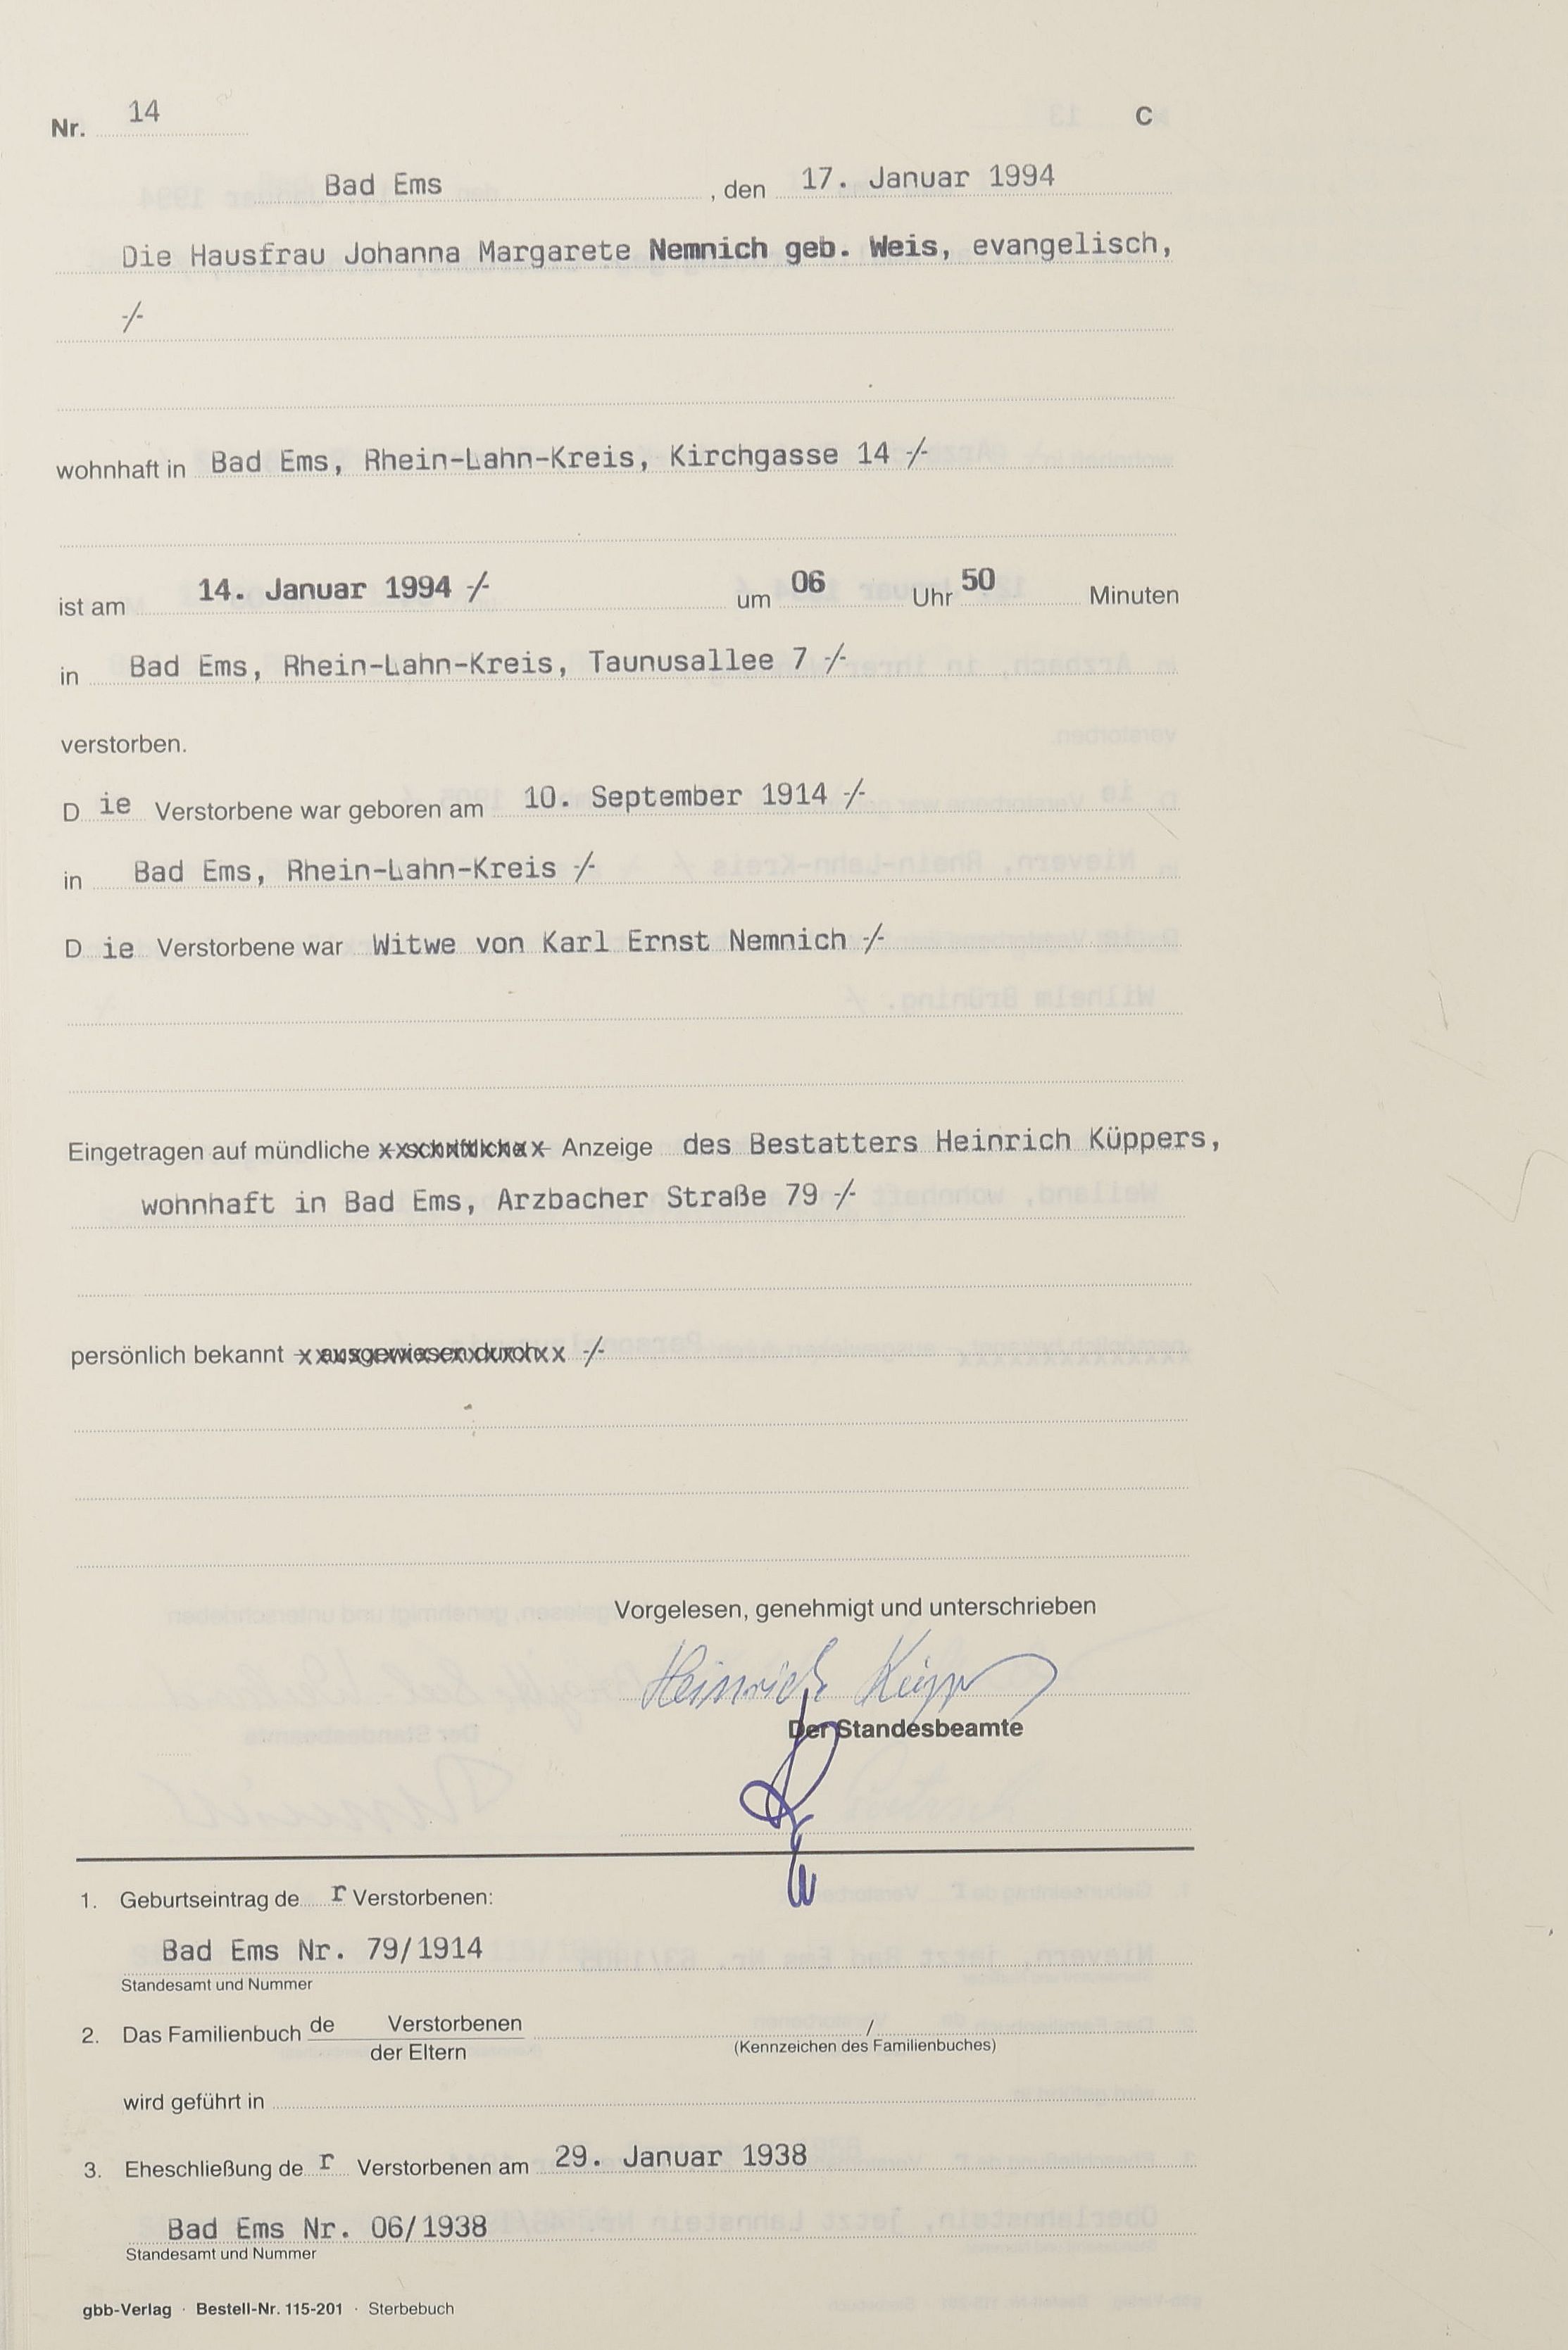 Nr. 14 C
Bad Ems , den 17. Januar 1994
Die Hausfrau Johanna Margarete Nemnich geb. Weis, evangelisch,
-/-
wohnhaft in Bad Ems, Rhein-Lahn-Kreis, Kirchgasse 14 -/-
ist am 14. Januar 1994 -/- um 06 Uhr 50 Minuten
in Bad Ems, Rhein-Lahn-Kreis, Taunusallee 7 -/-
verstorben.
D ie Verstorbene war geboren am 10. September 1914 -/-
in Bad Ems, Rhein-Lahn-Kreis -/-
D ie Verstorbene war Witwe von Karl Ernst Nemnich -/-
Eingetragen auf mündliche – schriftliche – Anzeige des Bestatters Heinrich Küppers,
wohnhaft in Bad Ems, Arzbacher Straße 79 -/-
persönlich bekannt – ausgewiesen durch -/-
Vorgelesen, genehmigt und unterschrieben
Heinrich Küppers
Der Standesbeamte
1. Geburtseintrag de r Verstorbenen:
Bad Ems Nr. 79/1914
Standesamt und Nummer
2. Das Familienbuch de Verstorbenen /
der Eltern (Kennzeichen des Familienbuches)
wird geführt in
3. Eheschließung de r Verstorbenen am 29. Januar 1938
Bad Ems Nr. 06/1938
Standesamt und Nummer
gbb-Verlag · Bestell-Nr. 115-201 · Sterbebuch